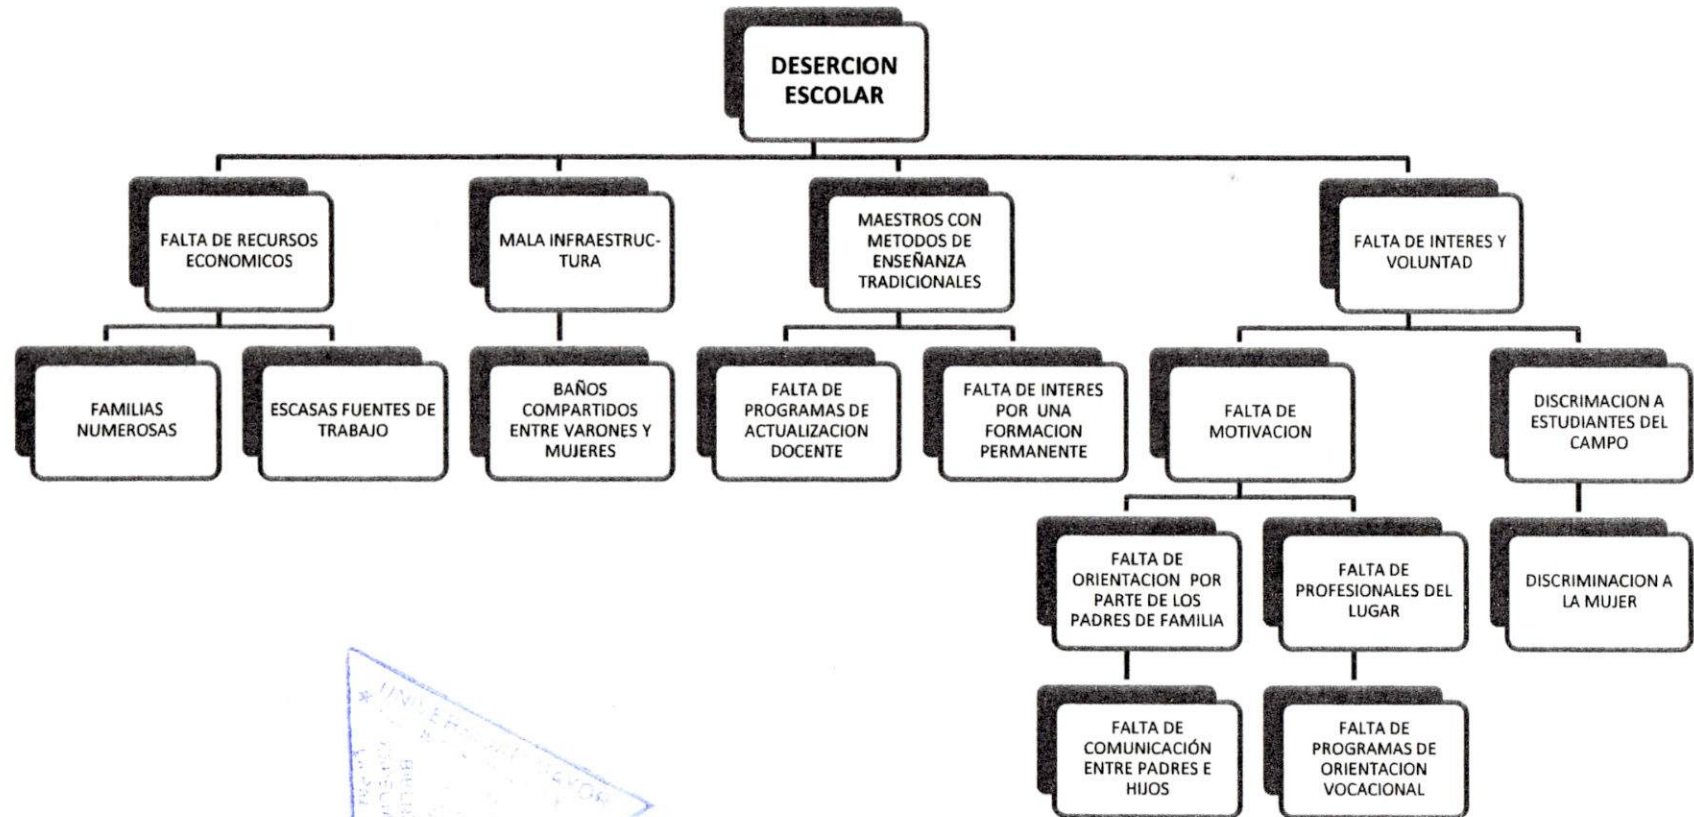 DESERCION
ESCOLAR
FALTA DE RECURSOS
ECONOMICOS
MALA INFRAESTRUC-
TURA
MAESTROS CON
METODOS DE
ENSEÑANZA
TRADICIONALES
FALTA DE INTERES Y
VOLUNTAD
FAMILIAS
NUMEROSAS
ESCASAS FUENTES DE
TRABAJO
BAÑOS
COMPARTIDOS
ENTRE VARONES Y
MUJERES
FALTA DE
PROGRAMAS DE
ACTUALIZACION
DOCENTE
FALTA DE INTERES
POR UNA
FORMACION
PERMANENTE
FALTA DE
MOTIVACION
DISCRIMACION A
ESTUDIANTES DEL
CAMPO
FALTA DE
ORIENTACION POR
PARTE DE LOS
PADRES DE FAMILIA
FALTA DE
PROFESIONALES DEL
LUGAR
DISCRIMINACION A
LA MUJER
FALTA DE
COMUNICACIÓN
ENTRE PADRES E
HIJOS
FALTA DE
PROGRAMAS DE
ORIENTACION
VOCACIONAL